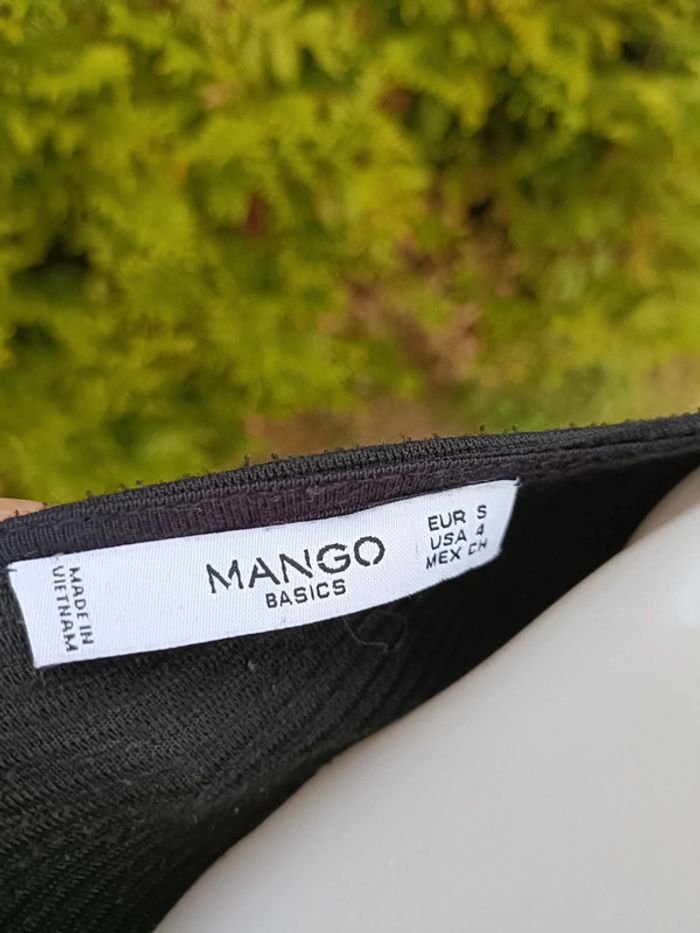 MADE IN
VIETNAM
MANGO
BASICS
EUR S
USA 4
MEX CH